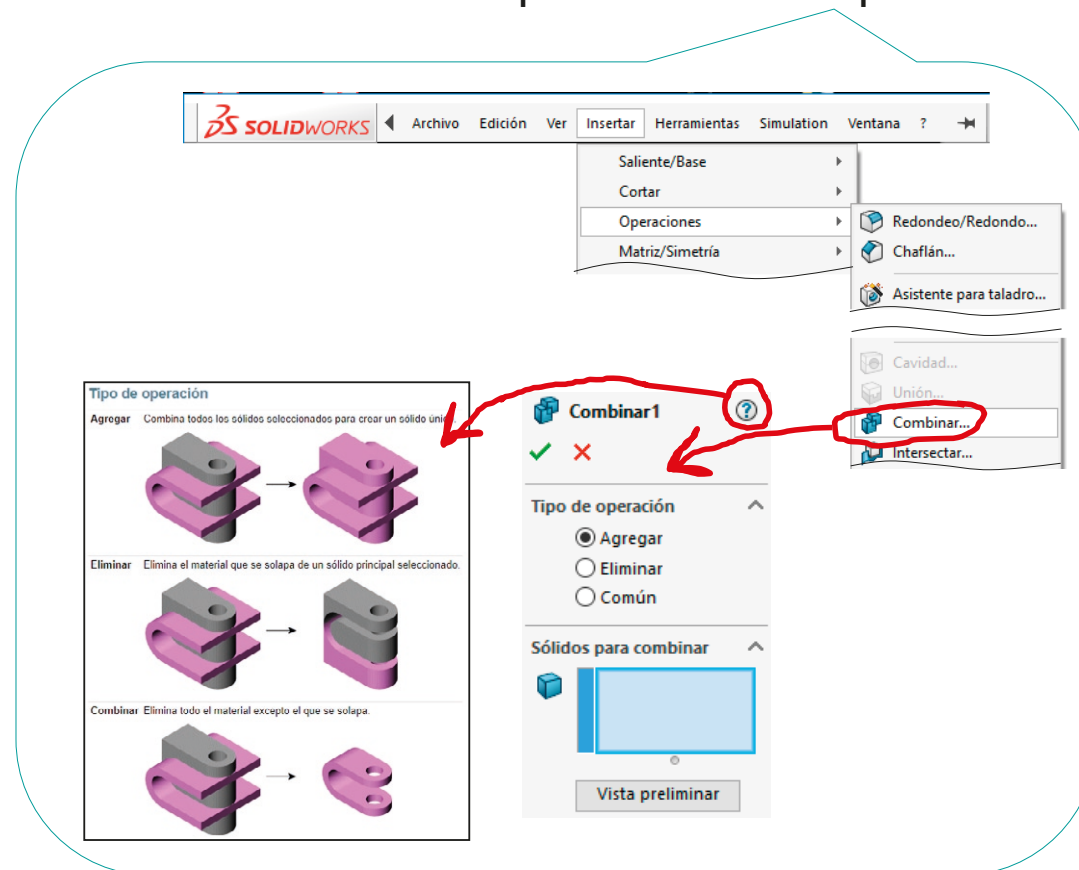 SOLIDWORKS Archivo Edición Ver Insertar Herramientas Simulation Ventana ?
Saliente/Base
Cortar
Operaciones
Matriz/Simetría
Redondeo/Redondo...
Chaflán...
Asistente para taladro...
Cavidad...
Unión...
Combinar...
Intersectar...
Tipo de operación
Agregar Combina todos los sólidos seleccionados para crear un sólido único.
Eliminar Elimina el material que se solapa de un sólido principal seleccionado.
Combinar Elimina todo el material excepto el que se solapa.
Combinar1 ?
Tipo de operación
Agregar
Eliminar
Común
Sólidos para combinar
Vista preliminar